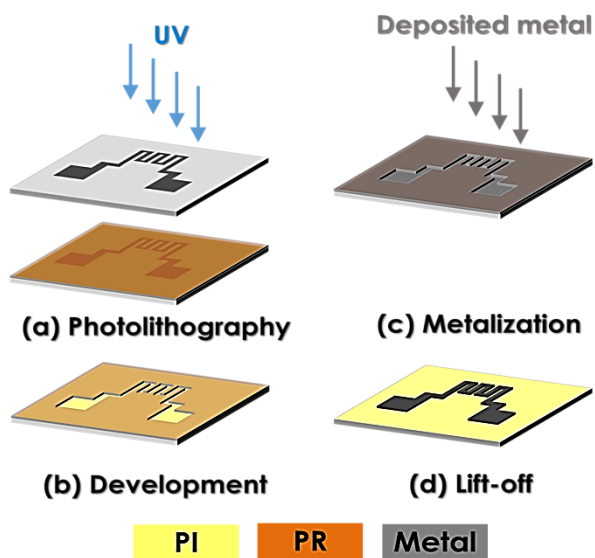 UV
Deposited metal
(a) Photolithography
(c) Metalization
(b) Development
(d) Lift-off
PI
PR
Metal